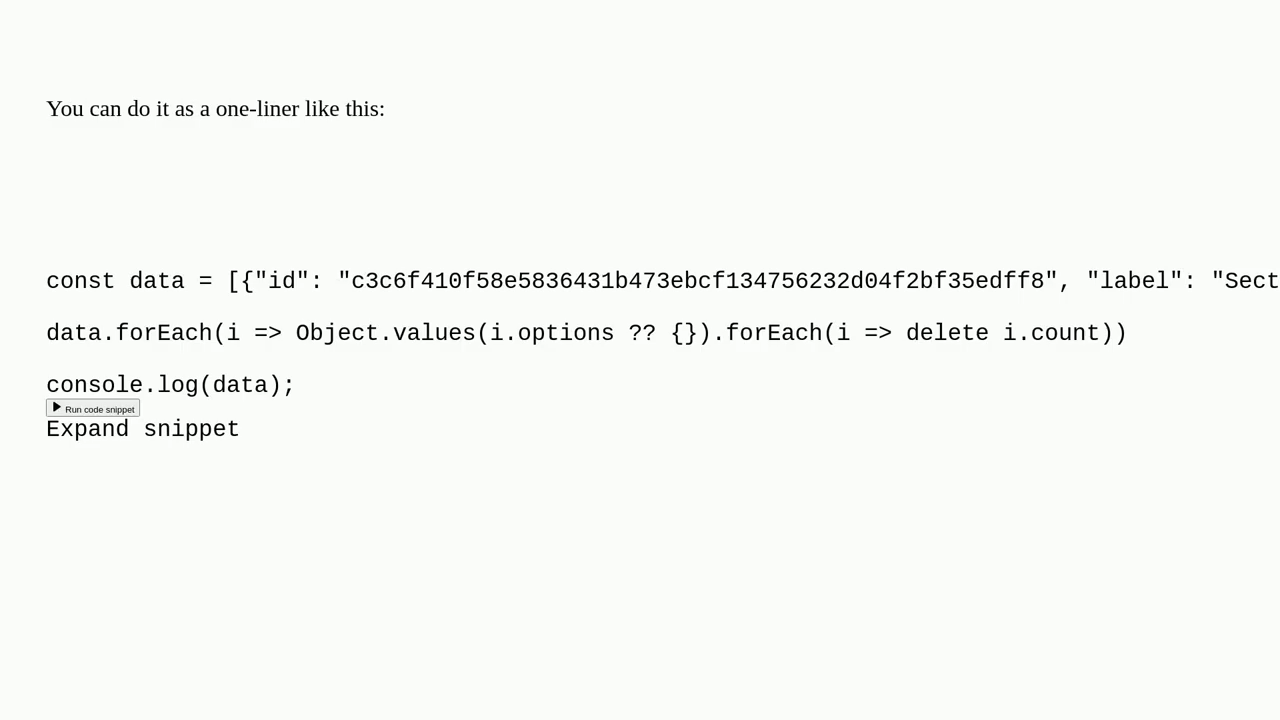 You can do it as a one-liner like this:
const data = [{"id": "c3c6f410f58e5836431b473ebcf134756232d04f2bf35edff8", "label": "Sect
data.forEach(i => Object.values(i.options ?? {}).forEach(i => delete i.count))
console.log(data);
Run code snippet
Expand snippet